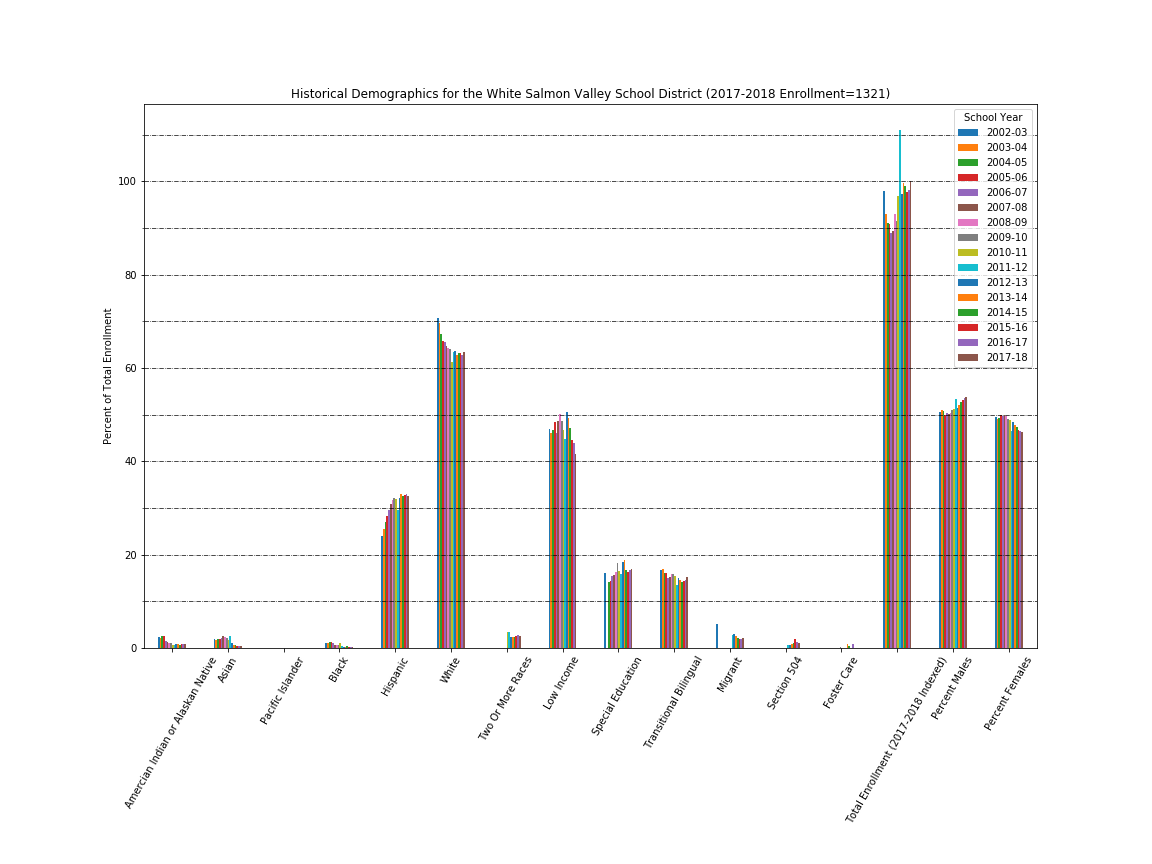 Historical Demographics for the White Salmon Valley School District (2017-2018 Enrollment=1321)
Percent of Total Enrollment
100
80
60
40
20
0
School Year
2002-03
2003-04
2004-05
2005-06
2006-07
2007-08
2008-09
2009-10
2010-11
2011-12
2012-13
2013-14
2014-15
2015-16
2016-17
2017-18
Amercian Indian or Alaskan Native
Asian
Pacific Islander
Black
Hispanic
White
Two Or More Races
Low Income
Special Education
Transitional Bilingual
Migrant
Section 504
Foster Care
Total Enrollment (2017-2018 Indexed)
Percent Males
Percent Females